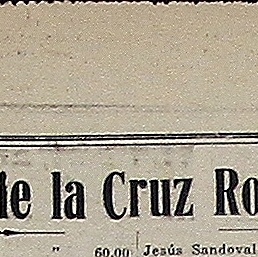 de la Cruz Ro
„ 60.00 Jesús Sandoval